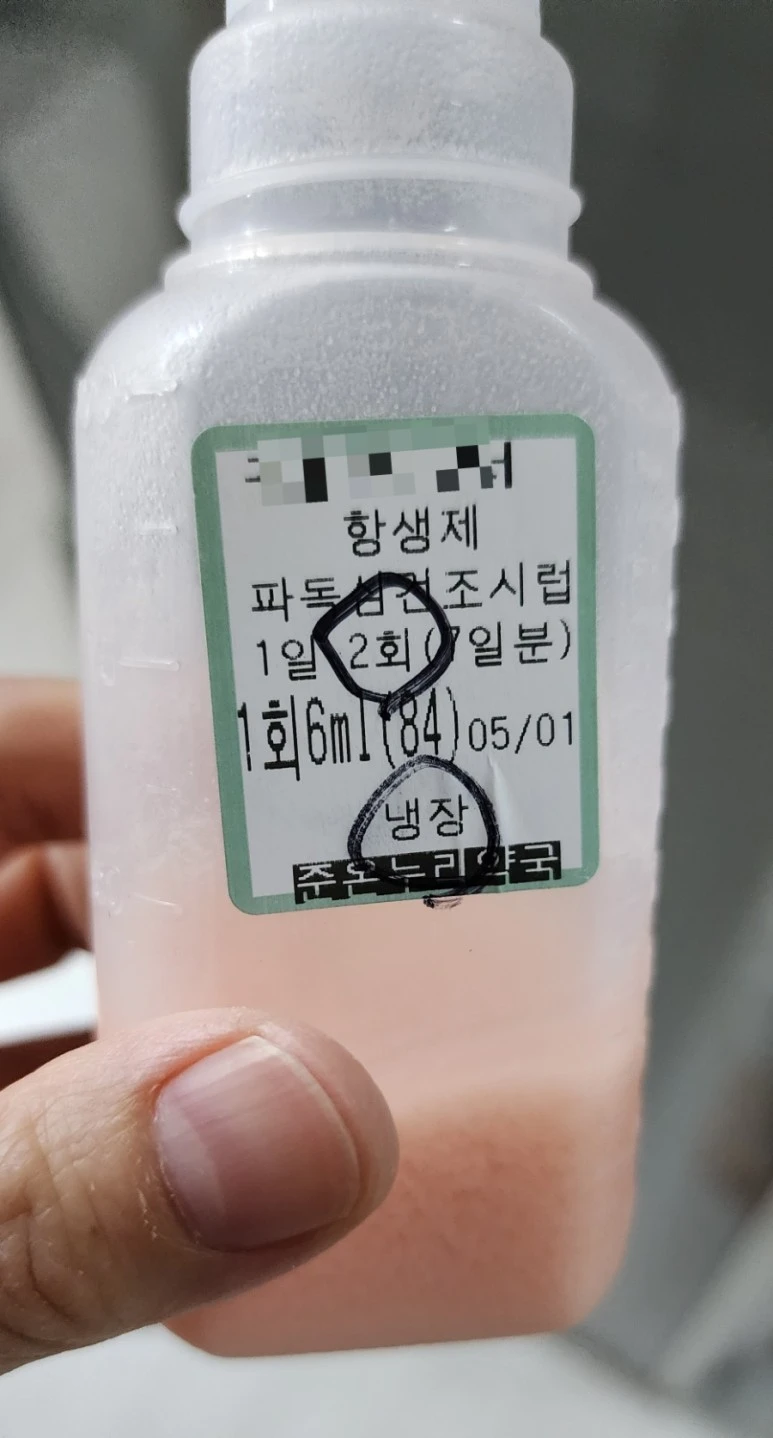 항생제
파독심건조시럽
1일 2회(7일분)
1회6ml(84)05/01
냉장
준온누리약국